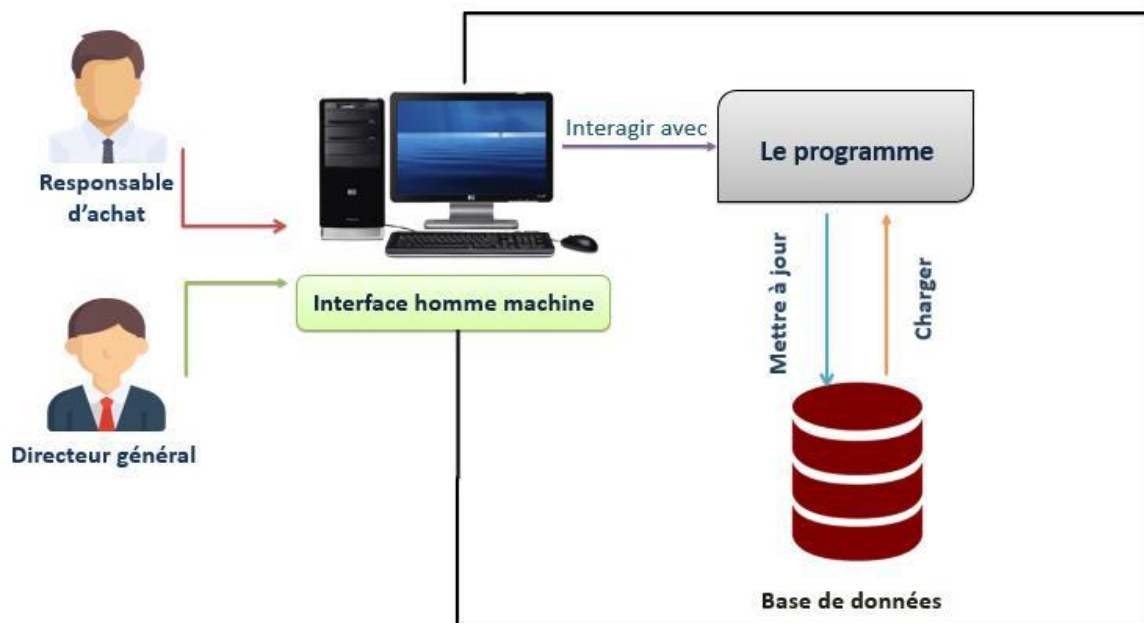 Responsable
d'achat
Interagir avec
Le programme
Interface homme machine
Mettre à jour
Charger
Directeur général
Base de données